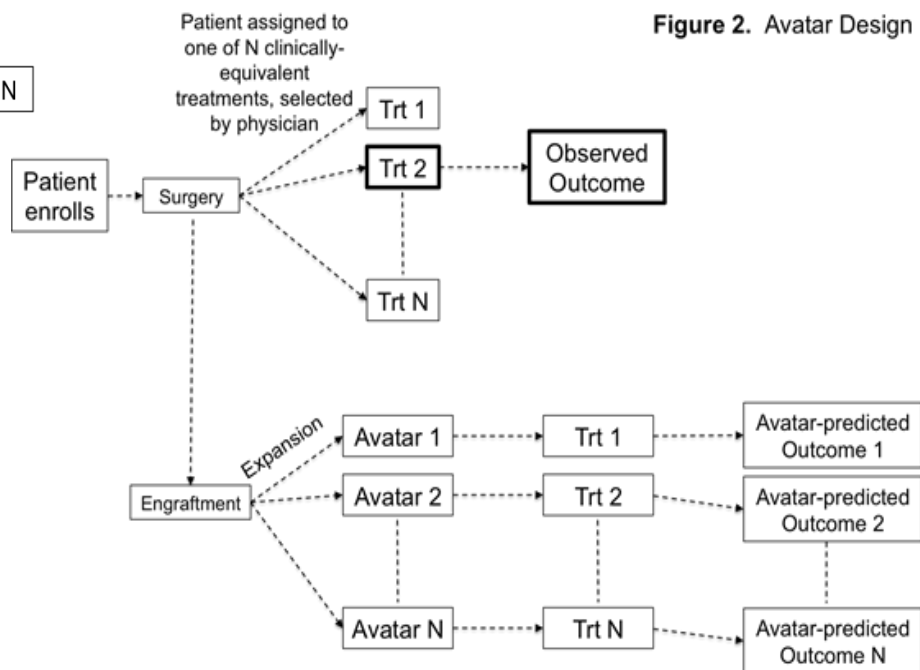 Figure 2. Avatar Design
N
Patient assigned to
one of N clinically-
equivalent
treatments, selected
by physician
Patient
enrolls
Surgery
Trt 1
Trt 2
Trt N
Observed
Outcome
Engraftment
Expansion
Avatar 1
Trt 1
Avatar-predicted
Outcome 1
Avatar 2
Trt 2
Avatar-predicted
Outcome 2
Avatar N
Trt N
Avatar-predicted
Outcome N